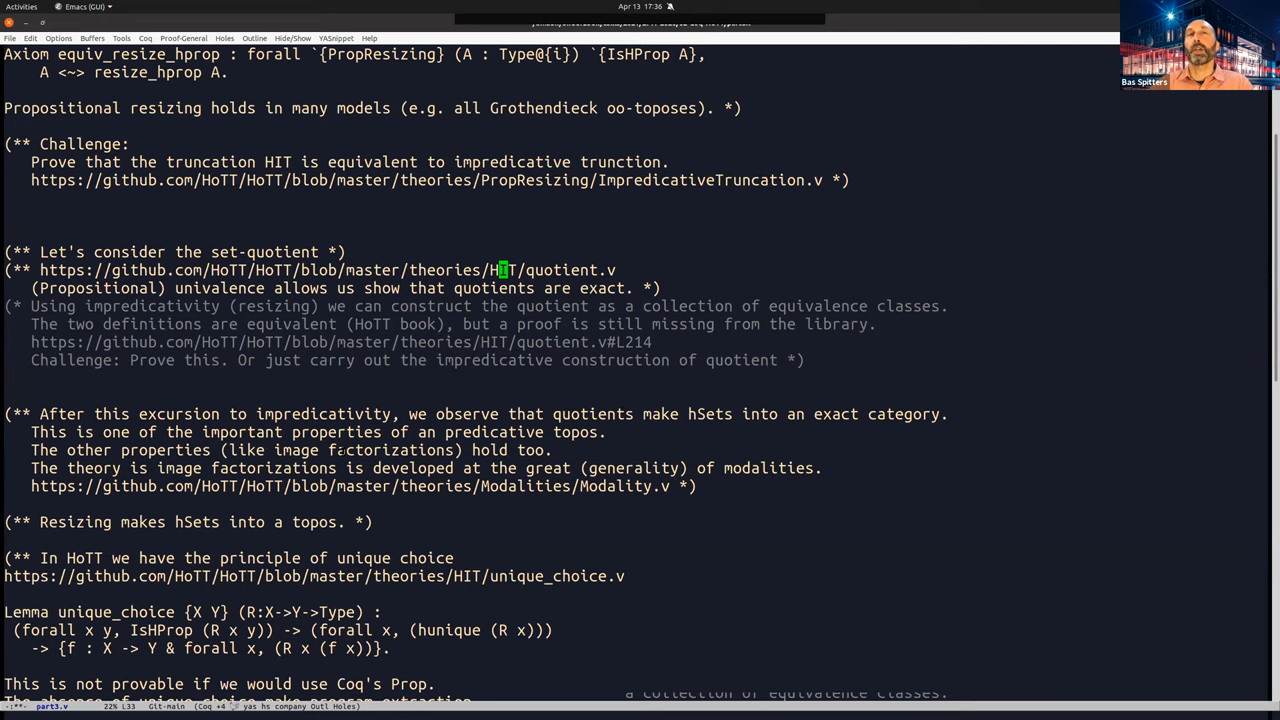 Activities
Emacs (GUI)
Apr 13 17:36
File Edit Options Buffers Tools Coq Proof-General Holes Outline Hide/Show YASnippet Help
Bas Spitters
Axiom equiv_resize_hprop : forall `{PropResizing} (A : Type@{i}) `{IsHProp A},
A <~> resize_hprop A.
Propositional resizing holds in many models (e.g. all Grothendieck oo-toposes). *)
(** Challenge:
Prove that the truncation HIT is equivalent to impredicative trunction.
https://github.com/HoTT/HoTT/blob/master/theories/PropResizing/ImpredicativeTruncation.v *)
(** Let's consider the set-quotient *)
(** https://github.com/HoTT/HoTT/blob/master/theories/HIT/quotient.v
(Propositional) univalence allows us show that quotients are exact. *)
(* Using impredicativity (resizing) we can construct the quotient as a collection of equivalence classes.
The two definitions are equivalent (HoTT book), but a proof is still missing from the library.
https://github.com/HoTT/HoTT/blob/master/theories/HIT/quotient.v#L214
Challenge: Prove this. Or just carry out the impredicative construction of quotient *)
(** After this excursion to impredicativity, we observe that quotients make hSets into an exact category.
This is one of the important properties of an predicative topos.
The other properties (like image factorizations) hold too.
The theory is image factorizations is developed at the great (generality) of modalities.
https://github.com/HoTT/HoTT/blob/master/theories/Modalities/Modality.v *)
(** Resizing makes hSets into a topos. *)
(** In HoTT we have the principle of unique choice
https://github.com/HoTT/HoTT/blob/master/theories/HIT/unique_choice.v
Lemma unique_choice {X Y} (R:X->Y->Type) :
(forall x y, IsHProp (R x y)) -> (forall x, (hunique (R x)))
-> {f : X -> Y & forall x, (R x (f x))}.
This is not provable if we would use Coq's Prop.
a collection of equivalence classes.
-:**- part3.v 22% L33 Git-main (Coq +4 yas hs company Outl Holes)